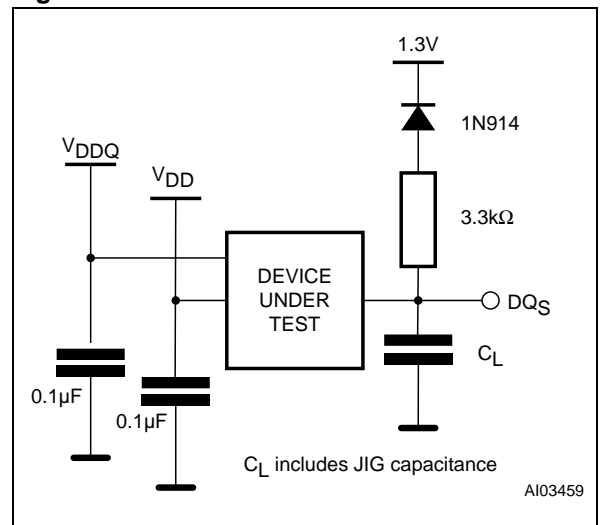 1.3V
1N914
VDDQ
VDD
3.3kΩ
DEVICE
UNDER
TEST
DQS
CL
0.1µF
0.1µF
CL includes JIG capacitance
AI03459